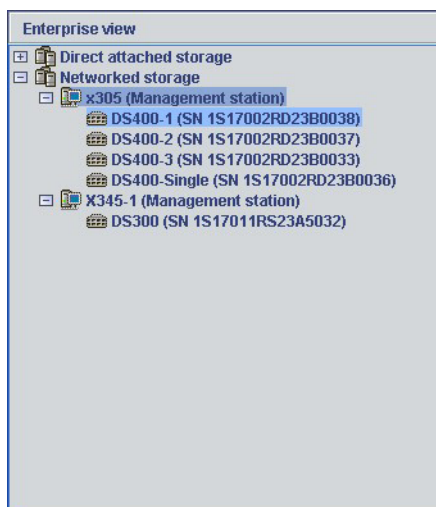 Enterprise view
Direct attached storage
Networked storage
x305 (Management station)
DS400-1 (SN 1S17002RD23B0038)
DS400-2 (SN 1S17002RD23B0037)
DS400-3 (SN 1S17002RD23B0033)
DS400-Single (SN 1S17002RD23B0036)
X345-1 (Management station)
DS300 (SN 1S17011RS23A5032)